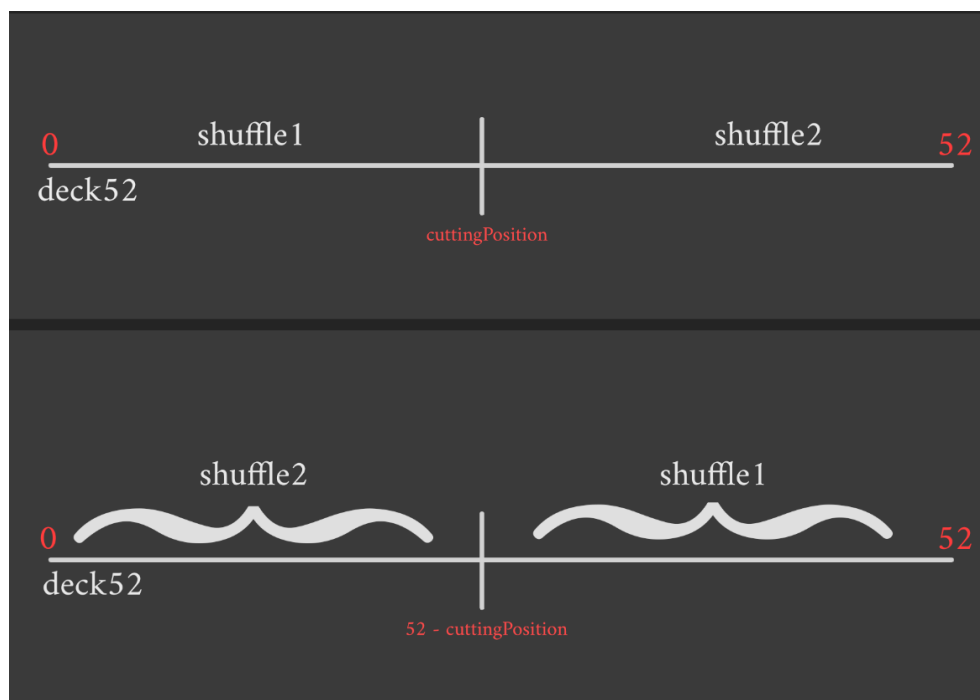 shuffle1 shuffle2
0 52
deck52
cuttingPosition
shuffle2 shuffle1
0 52
deck52
52 - cuttingPosition